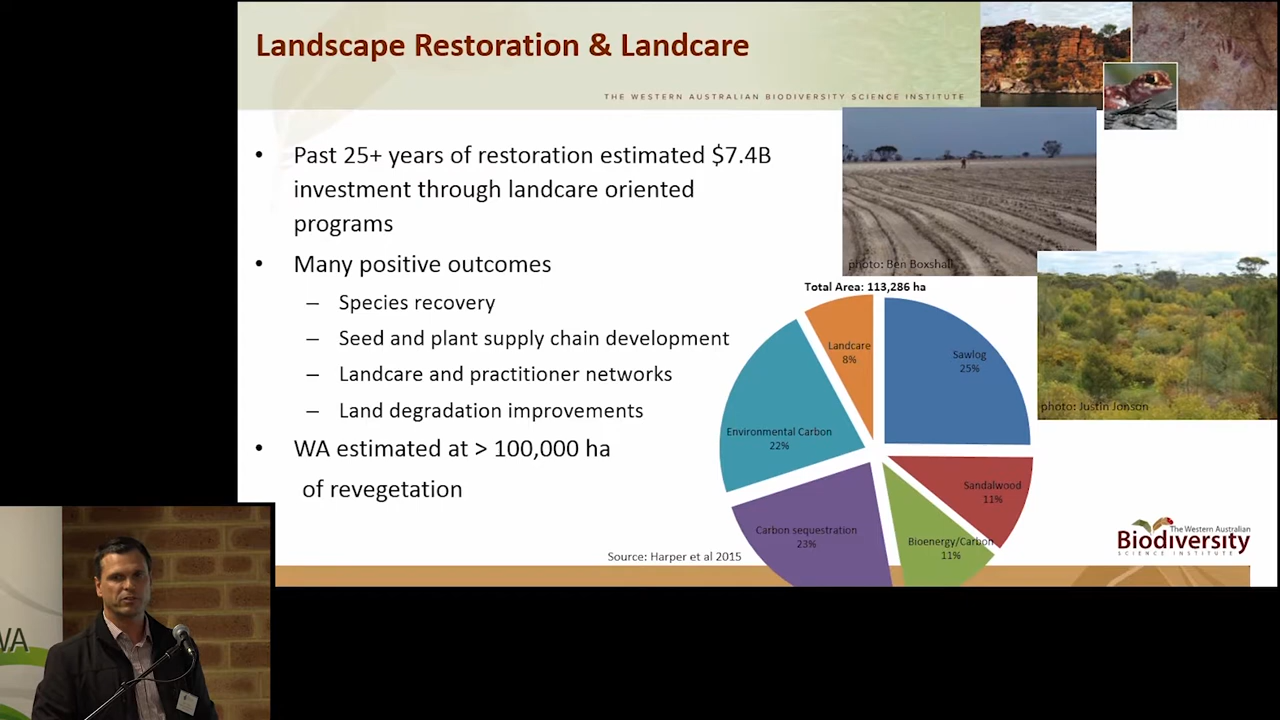 Landscape Restoration & Landcare
THE WESTERN AUSTRALIAN BIODIVERSITY SCIENCE INSTITUTE
• Past 25+ years of restoration estimated $7.4B
investment through landcare oriented
programs
• Many positive outcomes
– Species recovery
– Seed and plant supply chain development
– Landcare and practitioner networks
– Land degradation improvements
• WA estimated at > 100,000 ha
of revegetation
photo: Ben Boxshall
photo: Justin Jonson
Total Area: 113,286 ha
Landcare
8%
Sawlog
25%
Environmental Carbon
22%
Sandalwood
11%
Carbon sequestration
23%
Bioenergy/Carbon
11%
Source: Harper et al 2015
The Western Australian
Biodiversity
SCIENCE INSTITUTE
WA